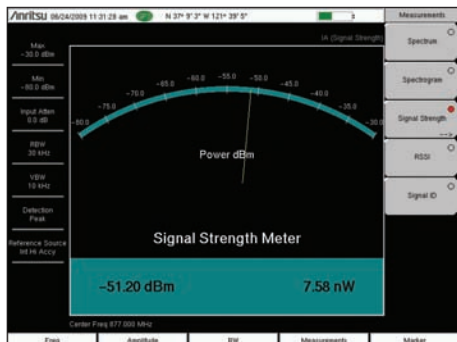 Anritsu 06/24/2009 11:31:28 am N 37° 9' 3" W 121° 39' 5"
Measurements
IA (Signal Strength)
Max
-30.0 dBm
Min
-80.0 dBm
Input Atten
0.0 dB
RBW
30 kHz
VBW
10 kHz
Detection
Peak
Reference Source
Int Hi Accy
-80.0 -75.0 -70.0 -65.0 -60.0 -55.0 -50.0 -45.0 -40.0 -35.0 -30.0
Power dBm
Signal Strength Meter
-51.20 dBm 7.58 nW
Center Freq 877.000 MHz
Spectrum
Spectrogram
Signal Strength
-->
RSSI
Signal ID
Freq Amplitude BW Measurements Marker